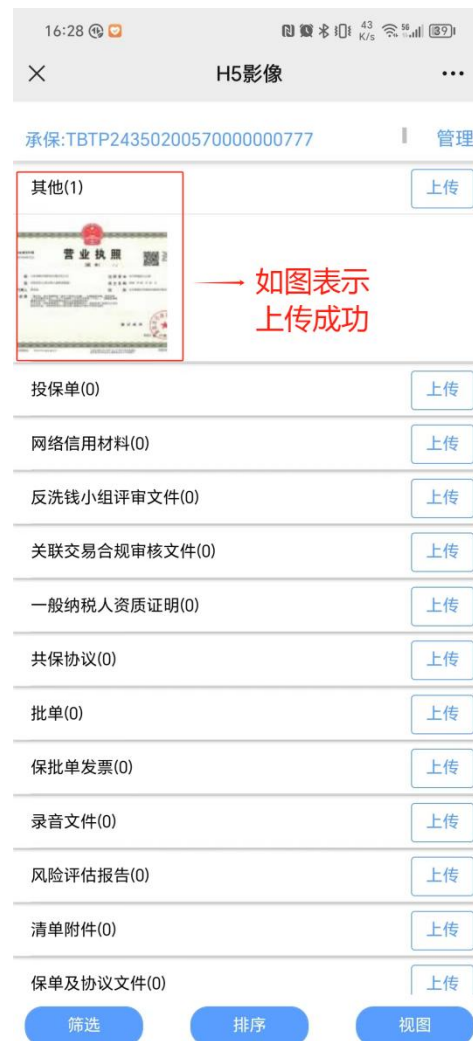 16:28
43
K/s
56
39
H5影像
承保:TBTP24350200570000000777
管理
其他(1)
上传
营业执照
如图表示
上传成功
投保单(0)
上传
网络信用材料(0)
上传
反洗钱小组评审文件(0)
上传
关联交易合规审核文件(0)
上传
一般纳税人资质证明(0)
上传
共保协议(0)
上传
批单(0)
上传
保批单发票(0)
上传
录音文件(0)
上传
风险评估报告(0)
上传
清单附件(0)
上传
保单及协议文件(0)
上传
筛选
排序
视图